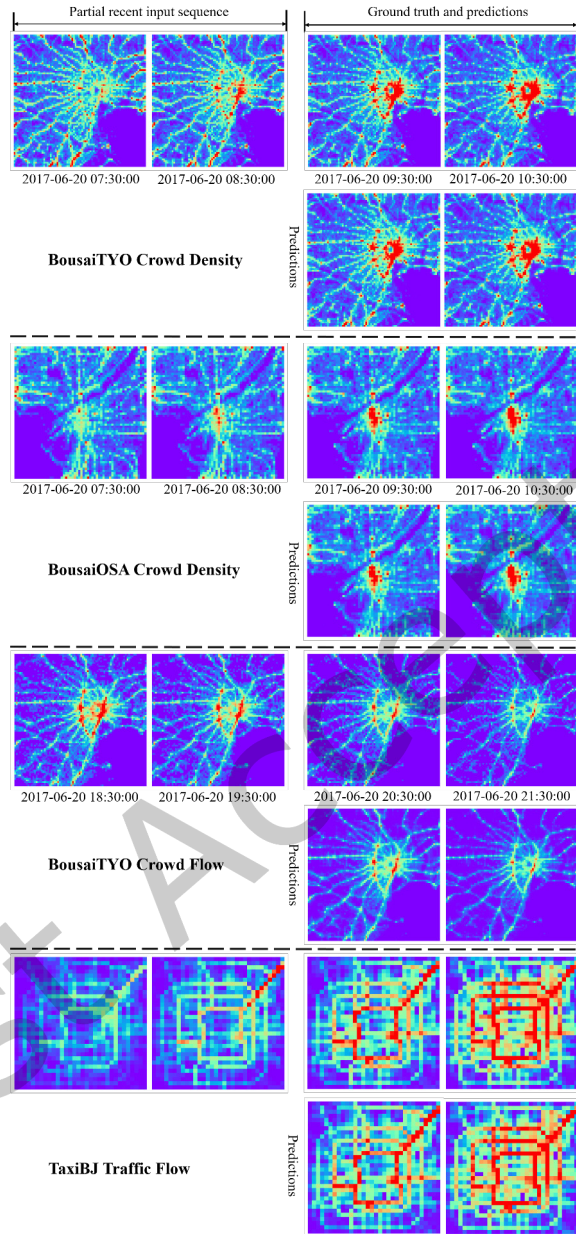 Partial recent input sequence
Ground truth and predictions
2017-06-20 07:30:00
2017-06-20 08:30:00
2017-06-20 09:30:00
2017-06-20 10:30:00
BousaiTYO Crowd Density
Predictions
2017-06-20 07:30:00
2017-06-20 08:30:00
2017-06-20 09:30:00
2017-06-20 10:30:00
BousaiOSA Crowd Density
Predictions
2017-06-20 18:30:00
2017-06-20 19:30:00
2017-06-20 20:30:00
2017-06-20 21:30:00
BousaiTYO Crowd Flow
Predictions
TaxiBJ Traffic Flow
Predictions